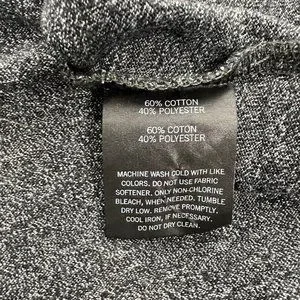 60% COTTON
40% POLYESTER
60% COTTON
40% POLYESTER
MACHINE WASH COLD WITH LIKE
COLORS. DO NOT USE FABRIC
SOFTENER. ONLY NON-CHLORINE
BLEACH, WHEN NEEDED. TUMBLE
DRY LOW. REMOVE PROMPTLY.
COOL IRON, IF NECESSARY.
DO NOT DRY CLEAN.